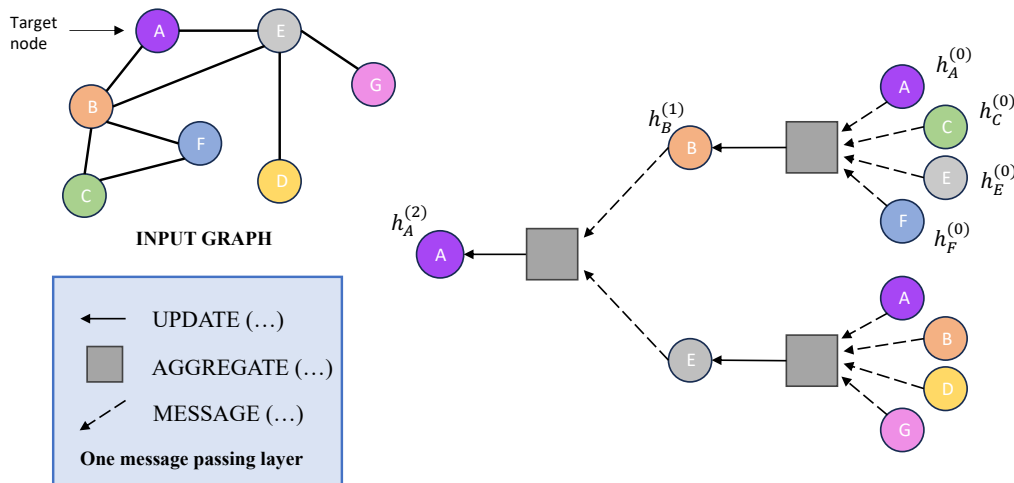 Target
node
A
E
G
B
F
C
D
INPUT GRAPH
UPDATE (…)
AGGREGATE (…)
MESSAGE (…)
One message passing layer
h_A^{(2)}
A
h_B^{(1)}
B
E
h_A^{(0)}
A
h_C^{(0)}
C
h_E^{(0)}
E
h_F^{(0)}
F
A
B
D
G